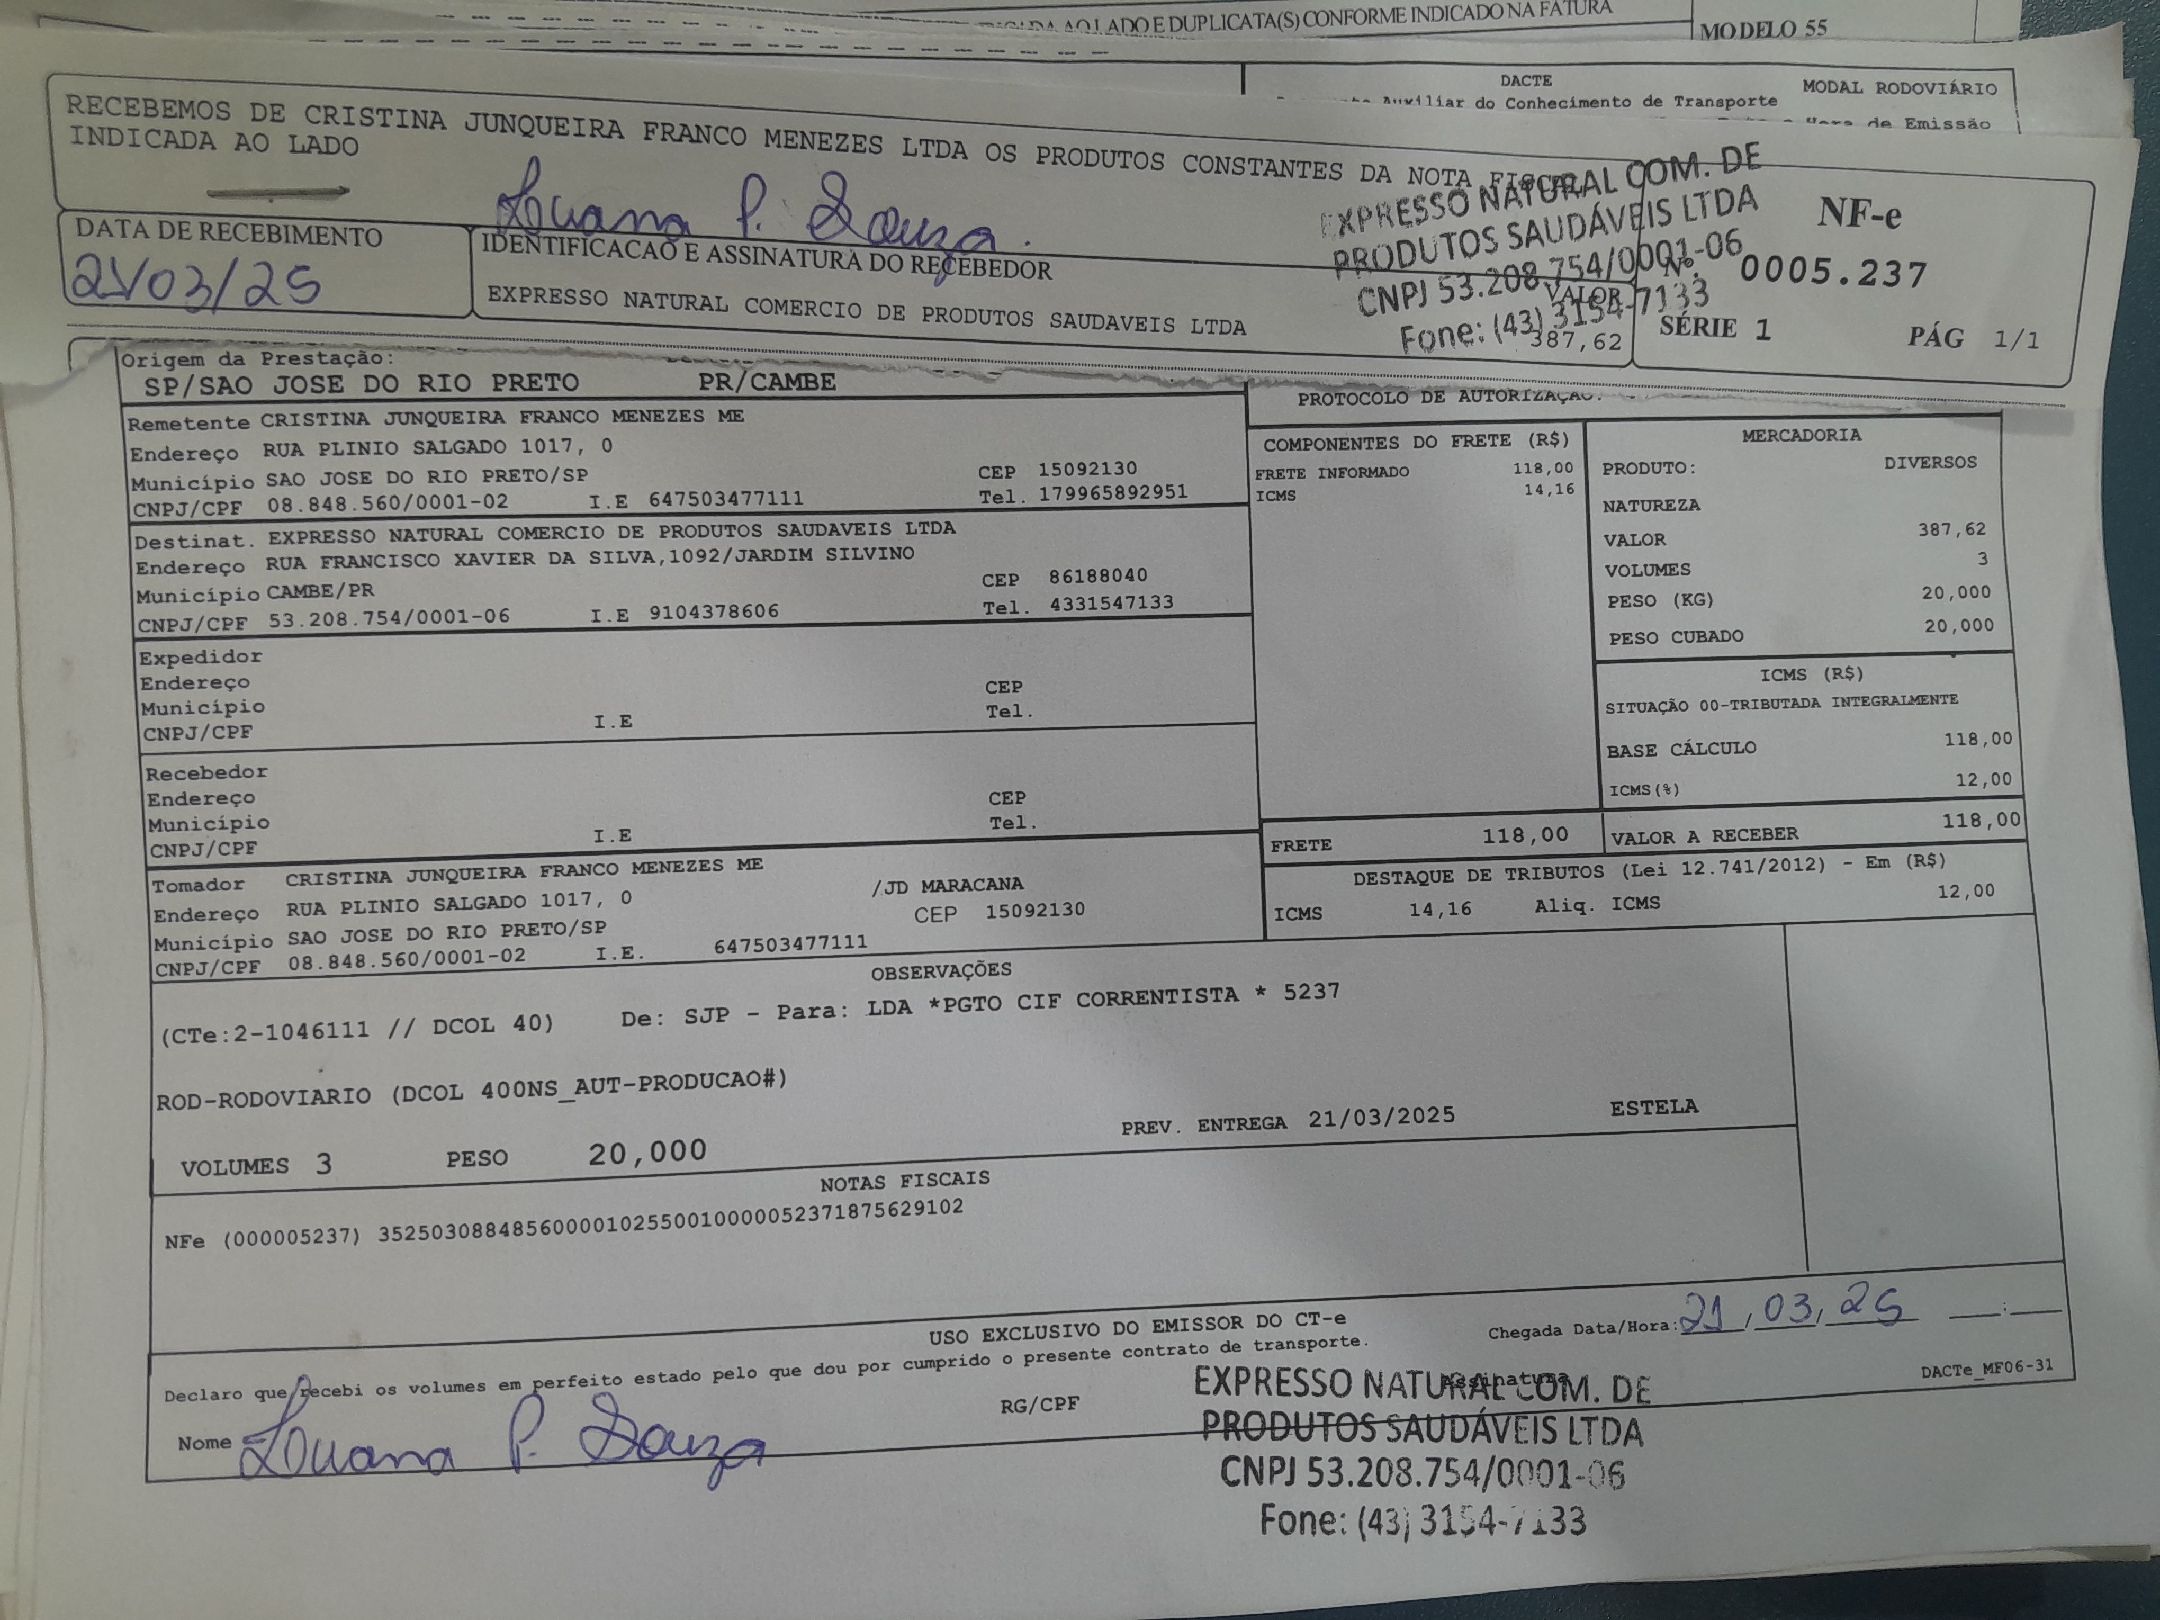 ADA AO LADO E DUPLICATA(S) CONFORME INDICADO NA FATURA
MODELO 55
DACTE
MODAL RODOVIÁRIO
Auxiliar do Conhecimento de Transporte
Hora de Emissão
RECEBEMOS DE CRISTINA JUNQUEIRA FRANCO MENEZES LTDA OS PRODUTOS CONSTANTES DA NOTA FISCAL
INDICADA AO LADO
Louana P. Souza.
EXPRESSO NATURAL COM. DE
PRODUTOS SAUDÁVEIS LTDA
CNPJ 53.208.754/0001-06
Fone: (43) 3154-7133
NF-e
Nº. 0005.237
SÉRIE 1 PÁG 1/1
DATA DE RECEBIMENTO
21/03/25
IDENTIFICACAO E ASSINATURA DO RECEBEDOR
EXPRESSO NATURAL COMERCIO DE PRODUTOS SAUDAVEIS LTDA
VALOR
387,62
Origem da Prestação:
SP/SAO JOSE DO RIO PRETO PR/CAMBE
PROTOCOLO DE AUTORIZAÇÃO:
Remetente CRISTINA JUNQUEIRA FRANCO MENEZES ME
Endereço RUA PLINIO SALGADO 1017, 0
Município SAO JOSE DO RIO PRETO/SP CEP 15092130
CNPJ/CPF 08.848.560/0001-02 I.E 647503477111 Tel. 179965892951
Destinat. EXPRESSO NATURAL COMERCIO DE PRODUTOS SAUDAVEIS LTDA
Endereço RUA FRANCISCO XAVIER DA SILVA,1092/JARDIM SILVINO
Município CAMBE/PR CEP 86188040
CNPJ/CPF 53.208.754/0001-06 I.E 9104378606 Tel. 4331547133
Expedidor
Endereço
Município CEP
CNPJ/CPF I.E Tel.
Recebedor
Endereço
Município CEP
CNPJ/CPF I.E Tel.
Tomador CRISTINA JUNQUEIRA FRANCO MENEZES ME
Endereço RUA PLINIO SALGADO 1017, 0 /JD MARACANA
Município SAO JOSE DO RIO PRETO/SP CEP 15092130
CNPJ/CPF 08.848.560/0001-02 I.E. 647503477111
COMPONENTES DO FRETE (R$)
FRETE INFORMADO 118,00
ICMS 14,16
FRETE 118,00
MERCADORIA
PRODUTO: DIVERSOS
NATUREZA
VALOR 387,62
VOLUMES 3
PESO (KG) 20,000
PESO CUBADO 20,000
ICMS (R$)
SITUAÇÃO 00-TRIBUTADA INTEGRALMENTE
BASE CÁLCULO 118,00
ICMS(%) 12,00
VALOR A RECEBER 118,00
DESTAQUE DE TRIBUTOS (Lei 12.741/2012) - Em (R$)
ICMS 14,16 Aliq. ICMS 12,00
OBSERVAÇÕES
(CTe:2-1046111 // DCOL 40) De: SJP - Para: LDA *PGTO CIF CORRENTISTA * 5237
ROD-RODOVIARIO (DCOL 400NS_AUT-PRODUCAO#)
PREV. ENTREGA 21/03/2025 ESTELA
VOLUMES 3 PESO 20,000
NOTAS FISCAIS
NFe (000005237) 35250308848560000102550010000052371875629102
USO EXCLUSIVO DO EMISSOR DO CT-e
Chegada Data/Hora: 21/03/25 __:__
Declaro que recebi os volumes em perfeito estado pelo que dou por cumprido o presente contrato de transporte.
DACTe_MF06-31
Nome Louana P. Souza
RG/CPF
Assinatura
EXPRESSO NATURAL COM. DE
PRODUTOS SAUDÁVEIS LTDA
CNPJ 53.208.754/0001-06
Fone: (43) 3154-7133